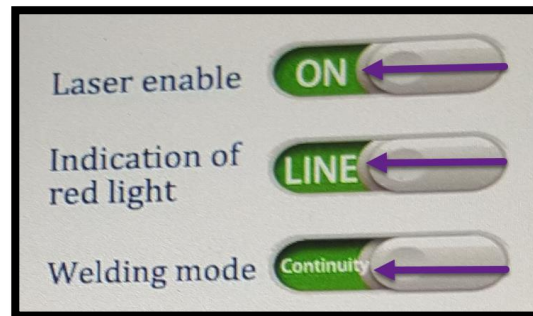 Laser enable ON
Indication of
red light
LINE
Welding mode Continuity